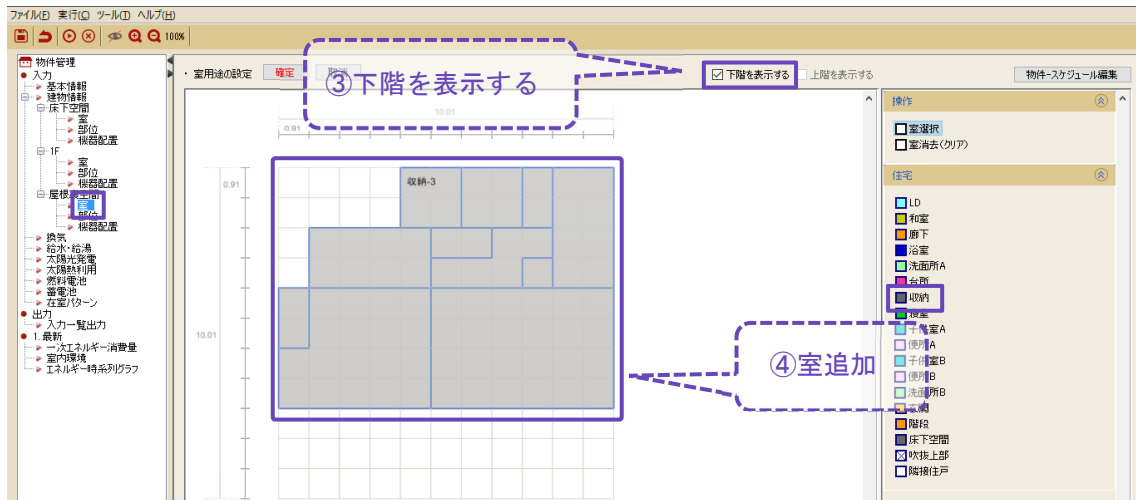 ファイル(F) 実行(C) ツール(T) ヘルプ(H)
100%
物件管理
入力
基本情報
建物情報
床下空間
室
部位
機器配置
1F
室
部位
機器配置
屋根裏空間
室
部位
機器配置
換気
給水・給湯
太陽光発電
太陽熱利用
燃料電池
蓄電池
在室パターン
出力
入力一覧出力
1. 最新
一次エネルギー消費量
室内環境
エネルギー時系列グラフ
・ 室用途の設定 確定 取消
下階を表示する 上階を表示する
物件-スケジュール編集
③下階を表示する
10.01
0.91
0.91
収納-3
10.01
④室追加
操作
室選択
室消去(クリア)
住宅
LD
和室
廊下
浴室
洗面所A
台所
収納
寝室
子供室A
便所A
子供室B
便所B
洗面所B
玄関
階段
床下空間
吹抜上部
隣接住戸